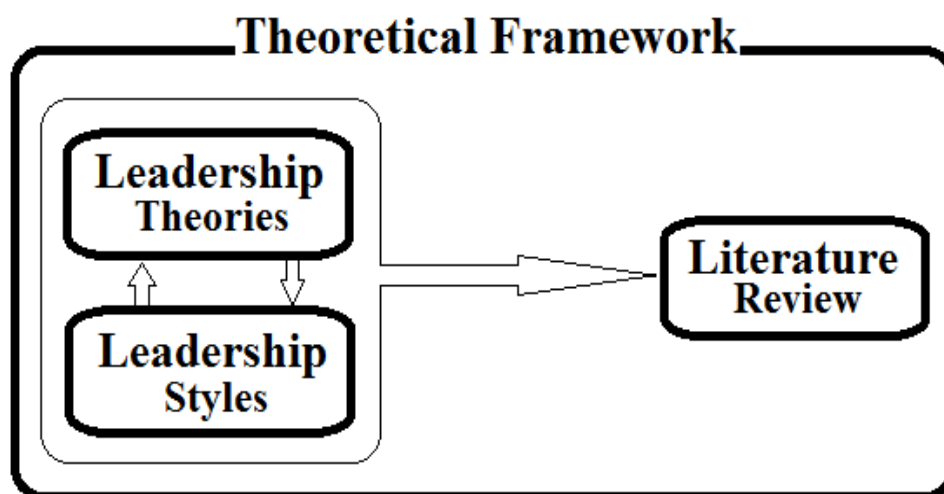 Theoretical Framework
Leadership
Theories
Leadership
Styles
Literature
Review